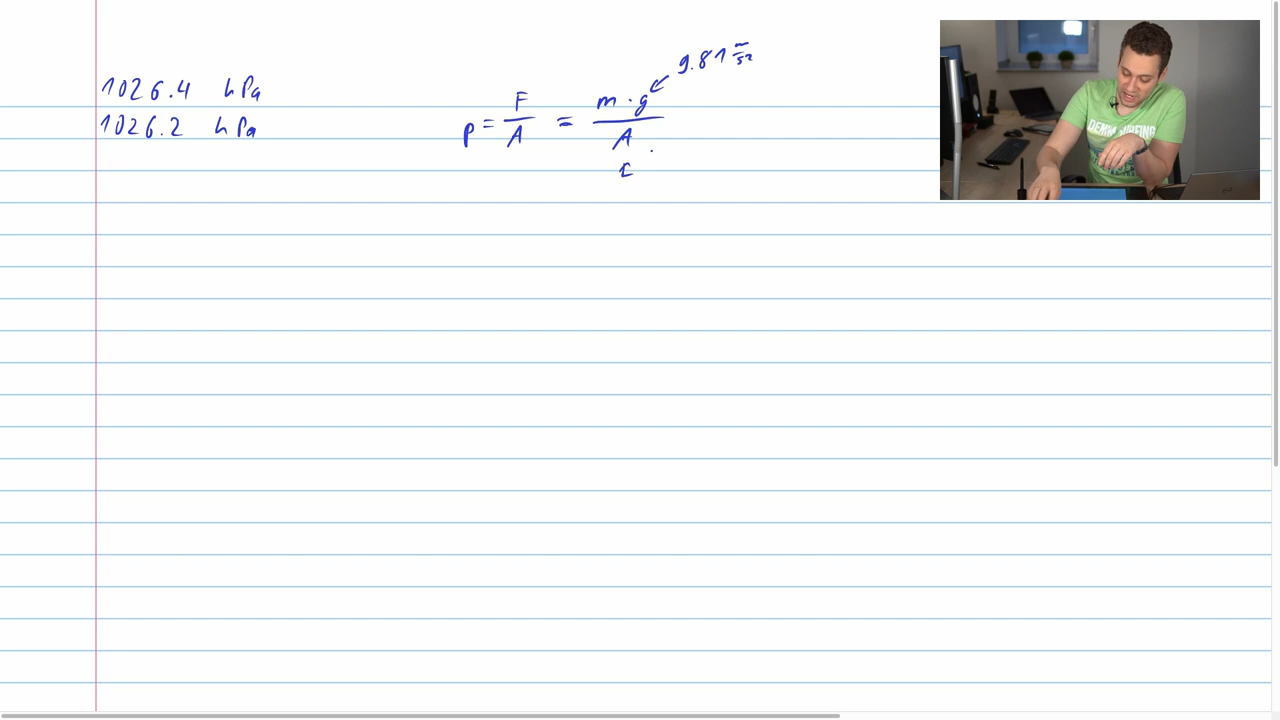 1026.4 hPa
1026.2 hPa
p = F/A = m·g/A
9.81 m/s²